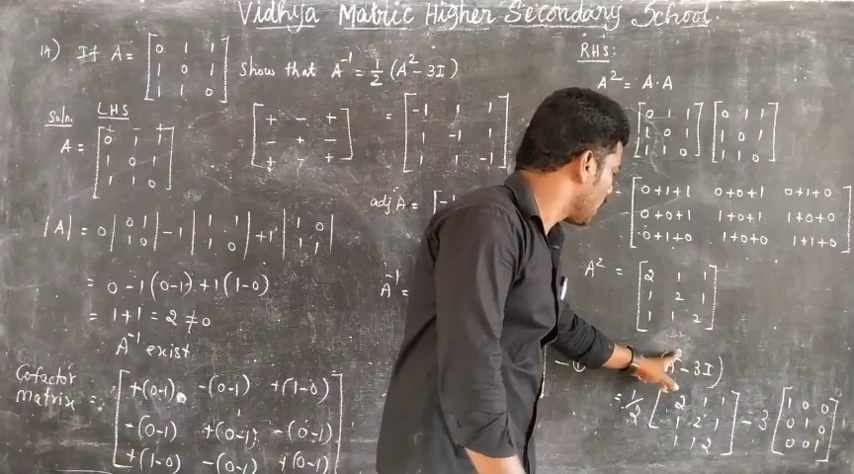 Vidhya Matric Higher Secondary School.
14) If A = [0 1 1; 1 0 1; 1 1 0] Show that A⁻¹ = 1/2 (A² - 3I)
Soln. LHS
A = [0 1 1; 1 0 1; 1 1 0]
|A| = 0 |0 1; 1 0| - 1 |1 1; 1 0| + 1 |1 0; 1 1|
= 0 - 1 (0-1) + 1 (1-0)
= 1 + 1 = 2 ≠ 0
A⁻¹ exist
Cofactor Matrix = [+(0-1) -(0-1) +(1-0); -(0-1) +(0-1) -(0-1); +(1-0) -(0-1) +(0-1)]
[+ - +; - + -; + - +]
= [-1 1 1; 1 -1 1; 1 1 -1]
adj A = [-1
A⁻¹ =
RHS:
A² = A·A
[0 1 1; 1 0 1; 1 1 0] [0 1 1; 1 0 1; 1 1 0]
= [0+1+1 0+0+1 0+1+0; 0+0+1 1+0+1 1+0+0; 0+1+0 1+0+0 1+1+0]
A² = [2 1 1; 1 2 1; 1 1 2]
- 3I)
= 1/2 [2 1 1; 1 2 1; 1 1 2] - 3 [1 0 0; 0 1 0; 0 0 1]